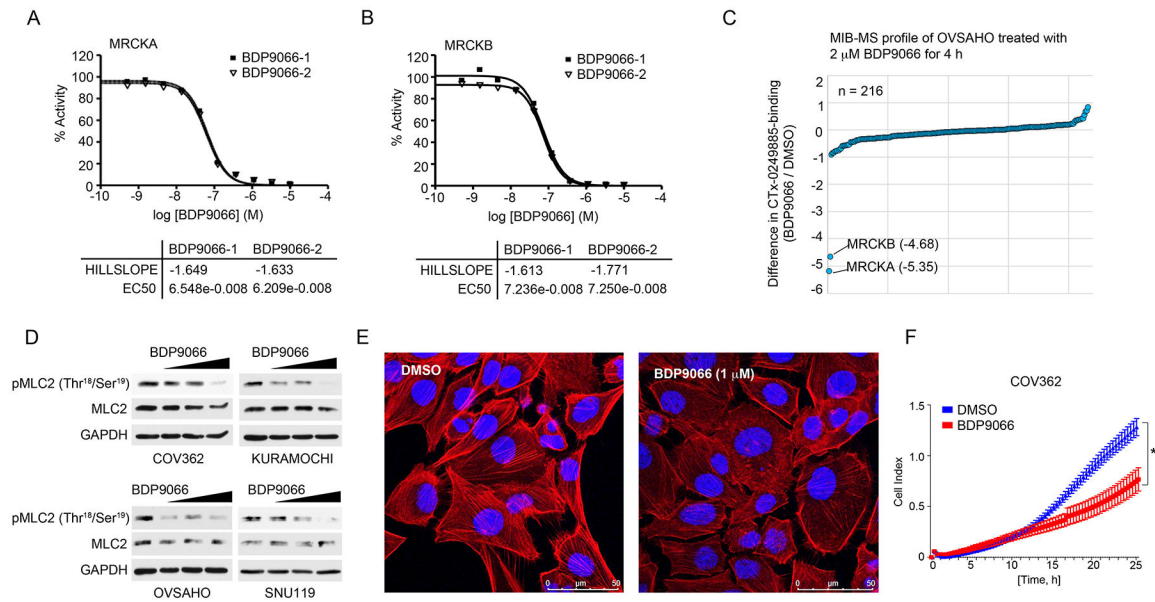 A
MRCKA
BDP9066-1
BDP9066-2
120
100
80
60
40
20
0
% Activity
-10 -9 -8 -7 -6 -5 -4
log [BDP9066] (M)
BDP9066-1 BDP9066-2
HILLSLOPE -1.649 -1.633
EC50 6.548e-0.008 6.209e-0.008
B
MRCKB
BDP9066-1
BDP9066-2
120
100
80
60
40
20
0
% Activity
-10 -9 -8 -7 -6 -5 -4
log [BDP9066] (M)
BDP9066-1 BDP9066-2
HILLSLOPE -1.613 -1.771
EC50 7.236e-0.008 7.250e-0.008
C
MIB-MS profile of OVSAHO treated with
2 μM BDP9066 for 4 h
2
1
0
-1
-2
-3
-4
-5
-6
Difference in CTx-0249885-binding
(BDP9066 / DMSO)
n = 216
MRCKB (-4.68)
MRCKA (-5.35)
D
BDP9066 BDP9066
pMLC2 (Thr¹⁸/Ser¹⁹)
MLC2
GAPDH
COV362 KURAMOCHI
BDP9066 BDP9066
pMLC2 (Thr¹⁸/Ser¹⁹)
MLC2
GAPDH
OVSAHO SNU119
E
DMSO
0 μm 50
BDP9066 (1 μM)
0 μm 50
F
COV362
DMSO
BDP9066
1.5
1.0
0.5
0.0
Cell Index
0 5 10 15 20 25
[Time, h]
*